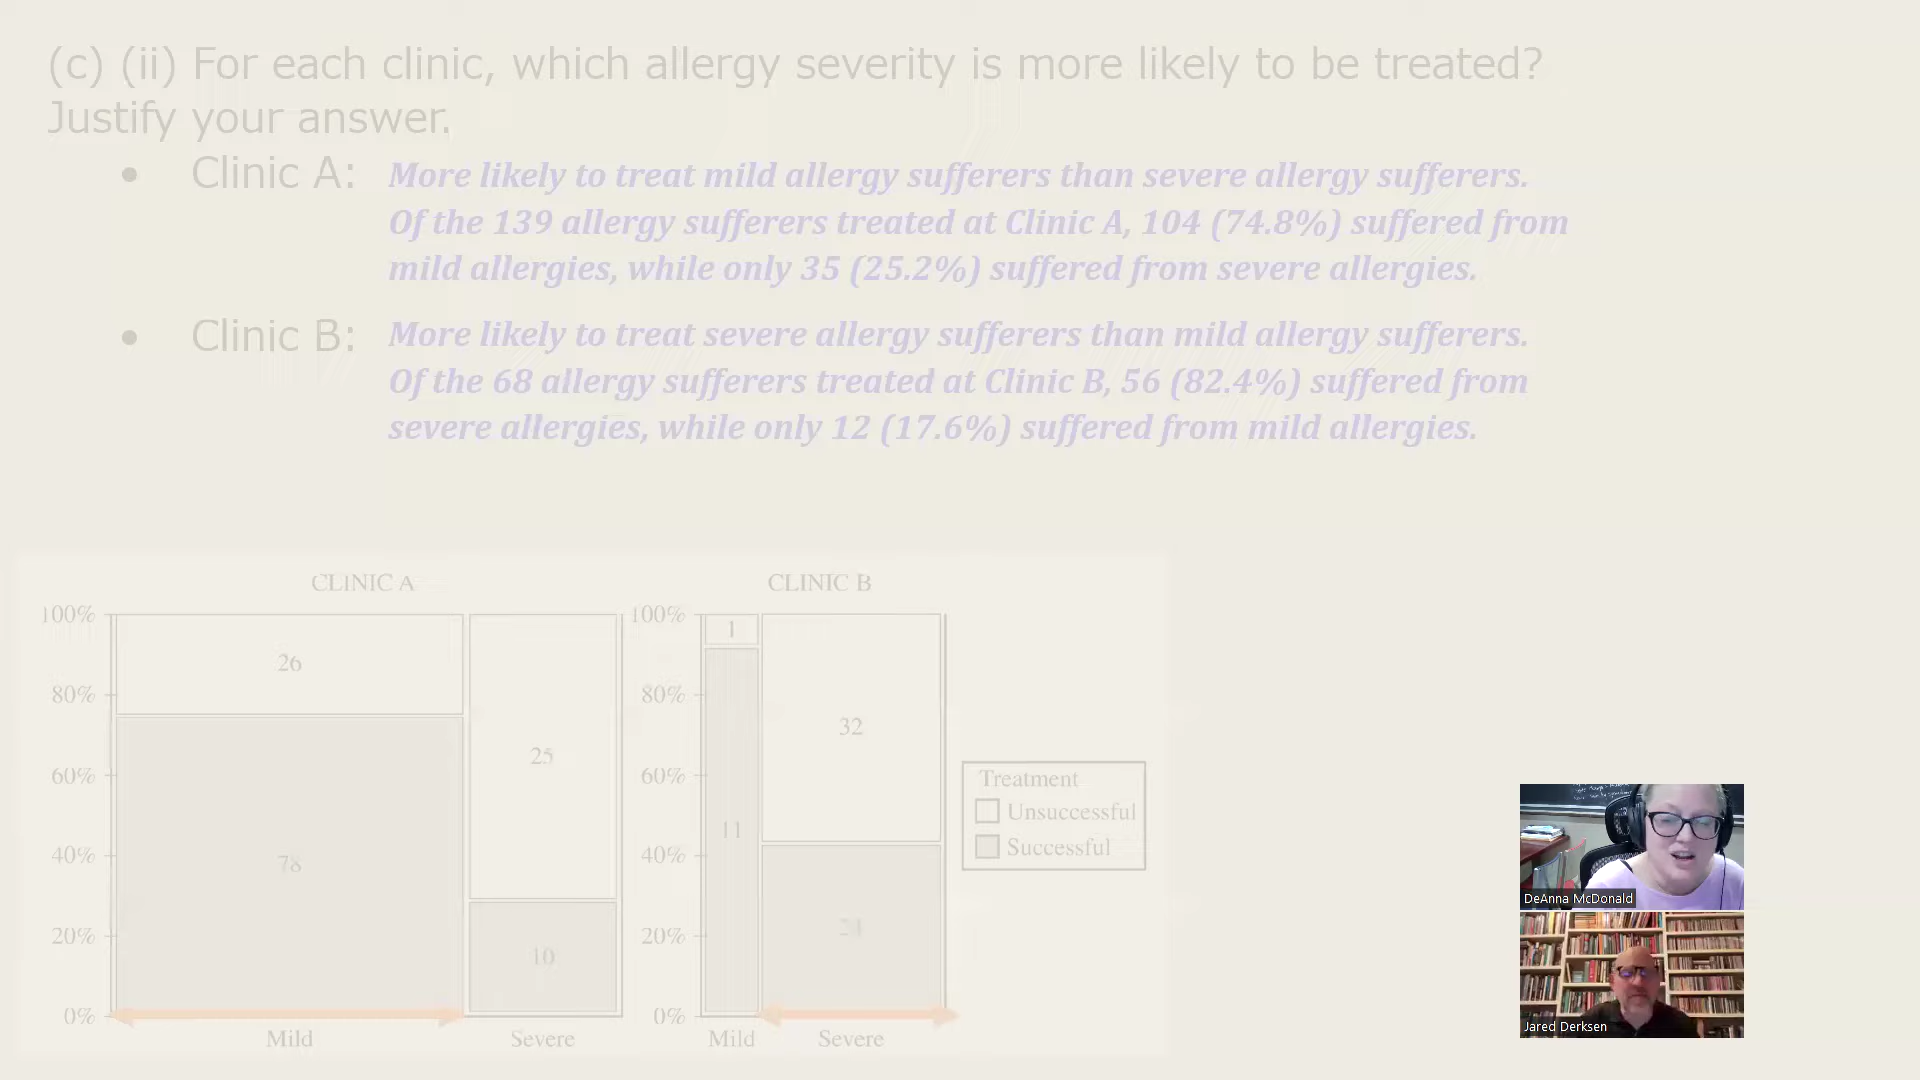 (c) (ii) For each clinic, which allergy severity is more likely to be treated?
Justify your answer.
• Clinic A: More likely to treat mild allergy sufferers than severe allergy sufferers.
Of the 139 allergy sufferers treated at Clinic A, 104 (74.8%) suffered from
mild allergies, while only 35 (25.2%) suffered from severe allergies.
• Clinic B: More likely to treat severe allergy sufferers than mild allergy sufferers.
Of the 68 allergy sufferers treated at Clinic B, 56 (82.4%) suffered from
severe allergies, while only 12 (17.6%) suffered from mild allergies.
CLINIC A
100%
80%
60%
40%
20%
0%
26
78
25
10
Mild
Severe
CLINIC B
100%
80%
60%
40%
20%
0%
1
11
32
Mild
Severe
Treatment
Unsuccessful
Successful
DeAnna McDonald
Jared Derksen